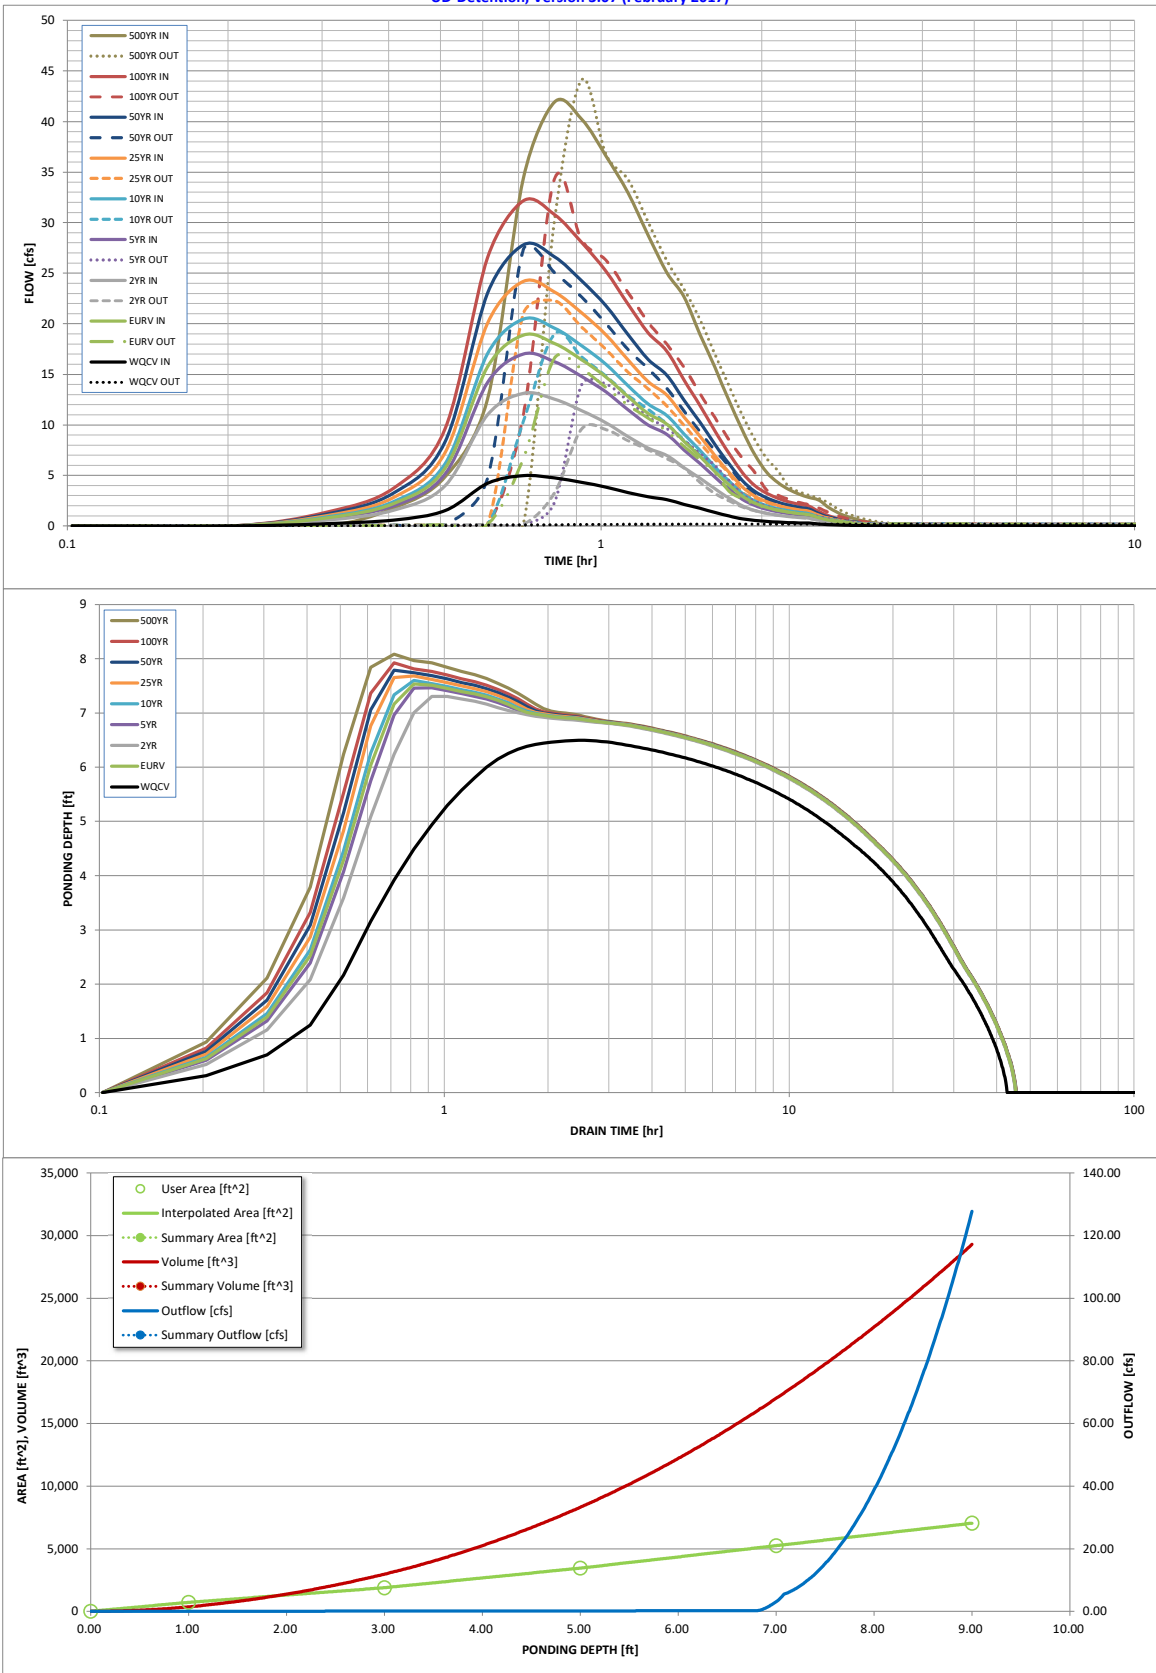 UD-Detention, Version 3.07 (February 2017)
50
45
40
35
30
25
20
15
10
5
0
FLOW [cfs]
500YR IN
500YR OUT
100YR IN
100YR OUT
50YR IN
50YR OUT
25YR IN
25YR OUT
10YR IN
10YR OUT
5YR IN
5YR OUT
2YR IN
2YR OUT
EURV IN
EURV OUT
WQCV IN
WQCV OUT
0.1 1 10
TIME [hr]
9
8
7
6
5
4
3
2
1
0
PONDING DEPTH [ft]
500YR
100YR
50YR
25YR
10YR
5YR
2YR
EURV
WQCV
0.1 1 10 100
DRAIN TIME [hr]
35,000
30,000
25,000
20,000
15,000
10,000
5,000
0
AREA [ft^2], VOLUME [ft^3]
User Area [ft^2]
Interpolated Area [ft^2]
Summary Area [ft^2]
Volume [ft^3]
Summary Volume [ft^3]
Outflow [cfs]
Summary Outflow [cfs]
140.00
120.00
100.00
80.00
60.00
40.00
20.00
0.00
OUTFLOW [cfs]
0.00 1.00 2.00 3.00 4.00 5.00 6.00 7.00 8.00 9.00 10.00
PONDING DEPTH [ft]